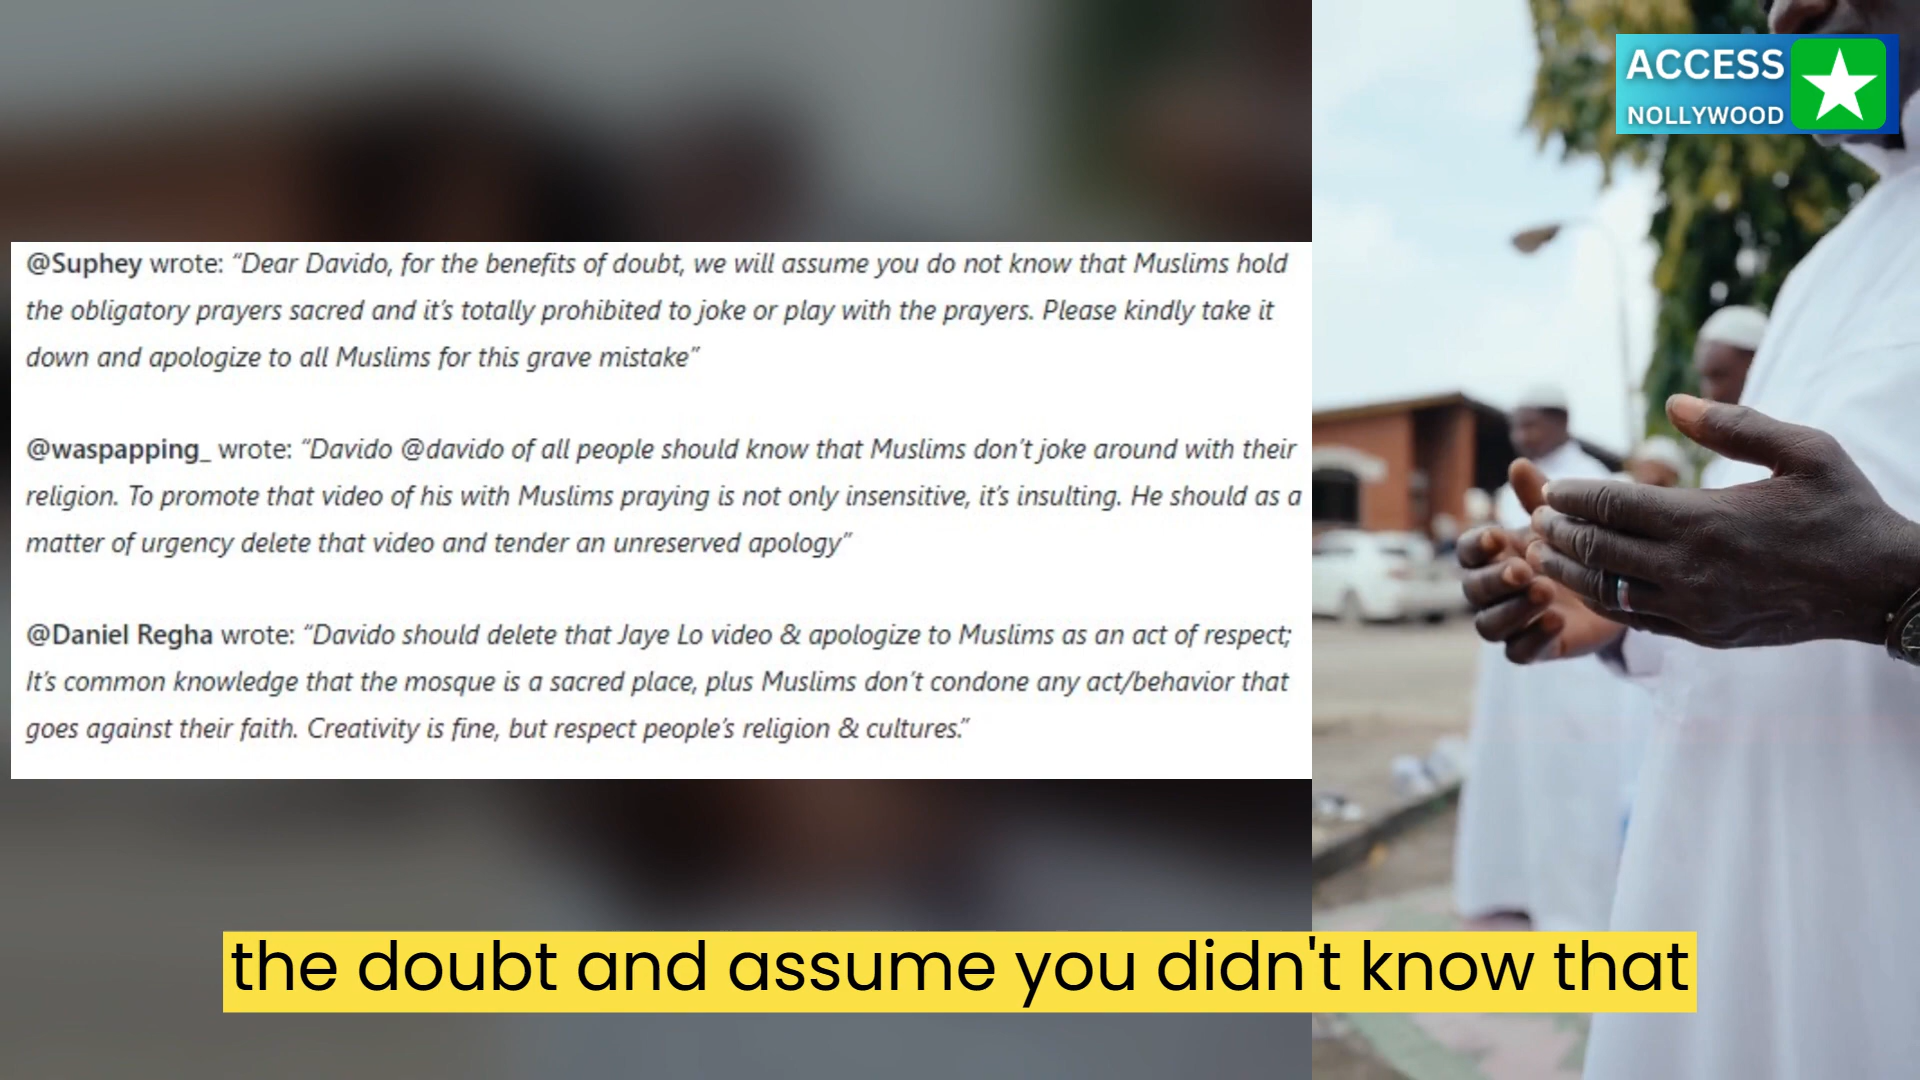 ACCESS
NOLLYWOOD
@Suphey wrote: “Dear Davido, for the benefits of doubt, we will assume you do not know that Muslims hold
the obligatory prayers sacred and it’s totally prohibited to joke or play with the prayers. Please kindly take it
down and apologize to all Muslims for this grave mistake”
@waspapping_ wrote: “Davido @davido of all people should know that Muslims don’t joke around with their
religion. To promote that video of his with Muslims praying is not only insensitive, it’s insulting. He should as a
matter of urgency delete that video and tender an unreserved apology”
@Daniel Regha wrote: “Davido should delete that Jaye Lo video & apologize to Muslims as an act of respect;
It’s common knowledge that the mosque is a sacred place, plus Muslims don’t condone any act/behavior that
goes against their faith. Creativity is fine, but respect people’s religion & cultures.”
the doubt and assume you didn't know that